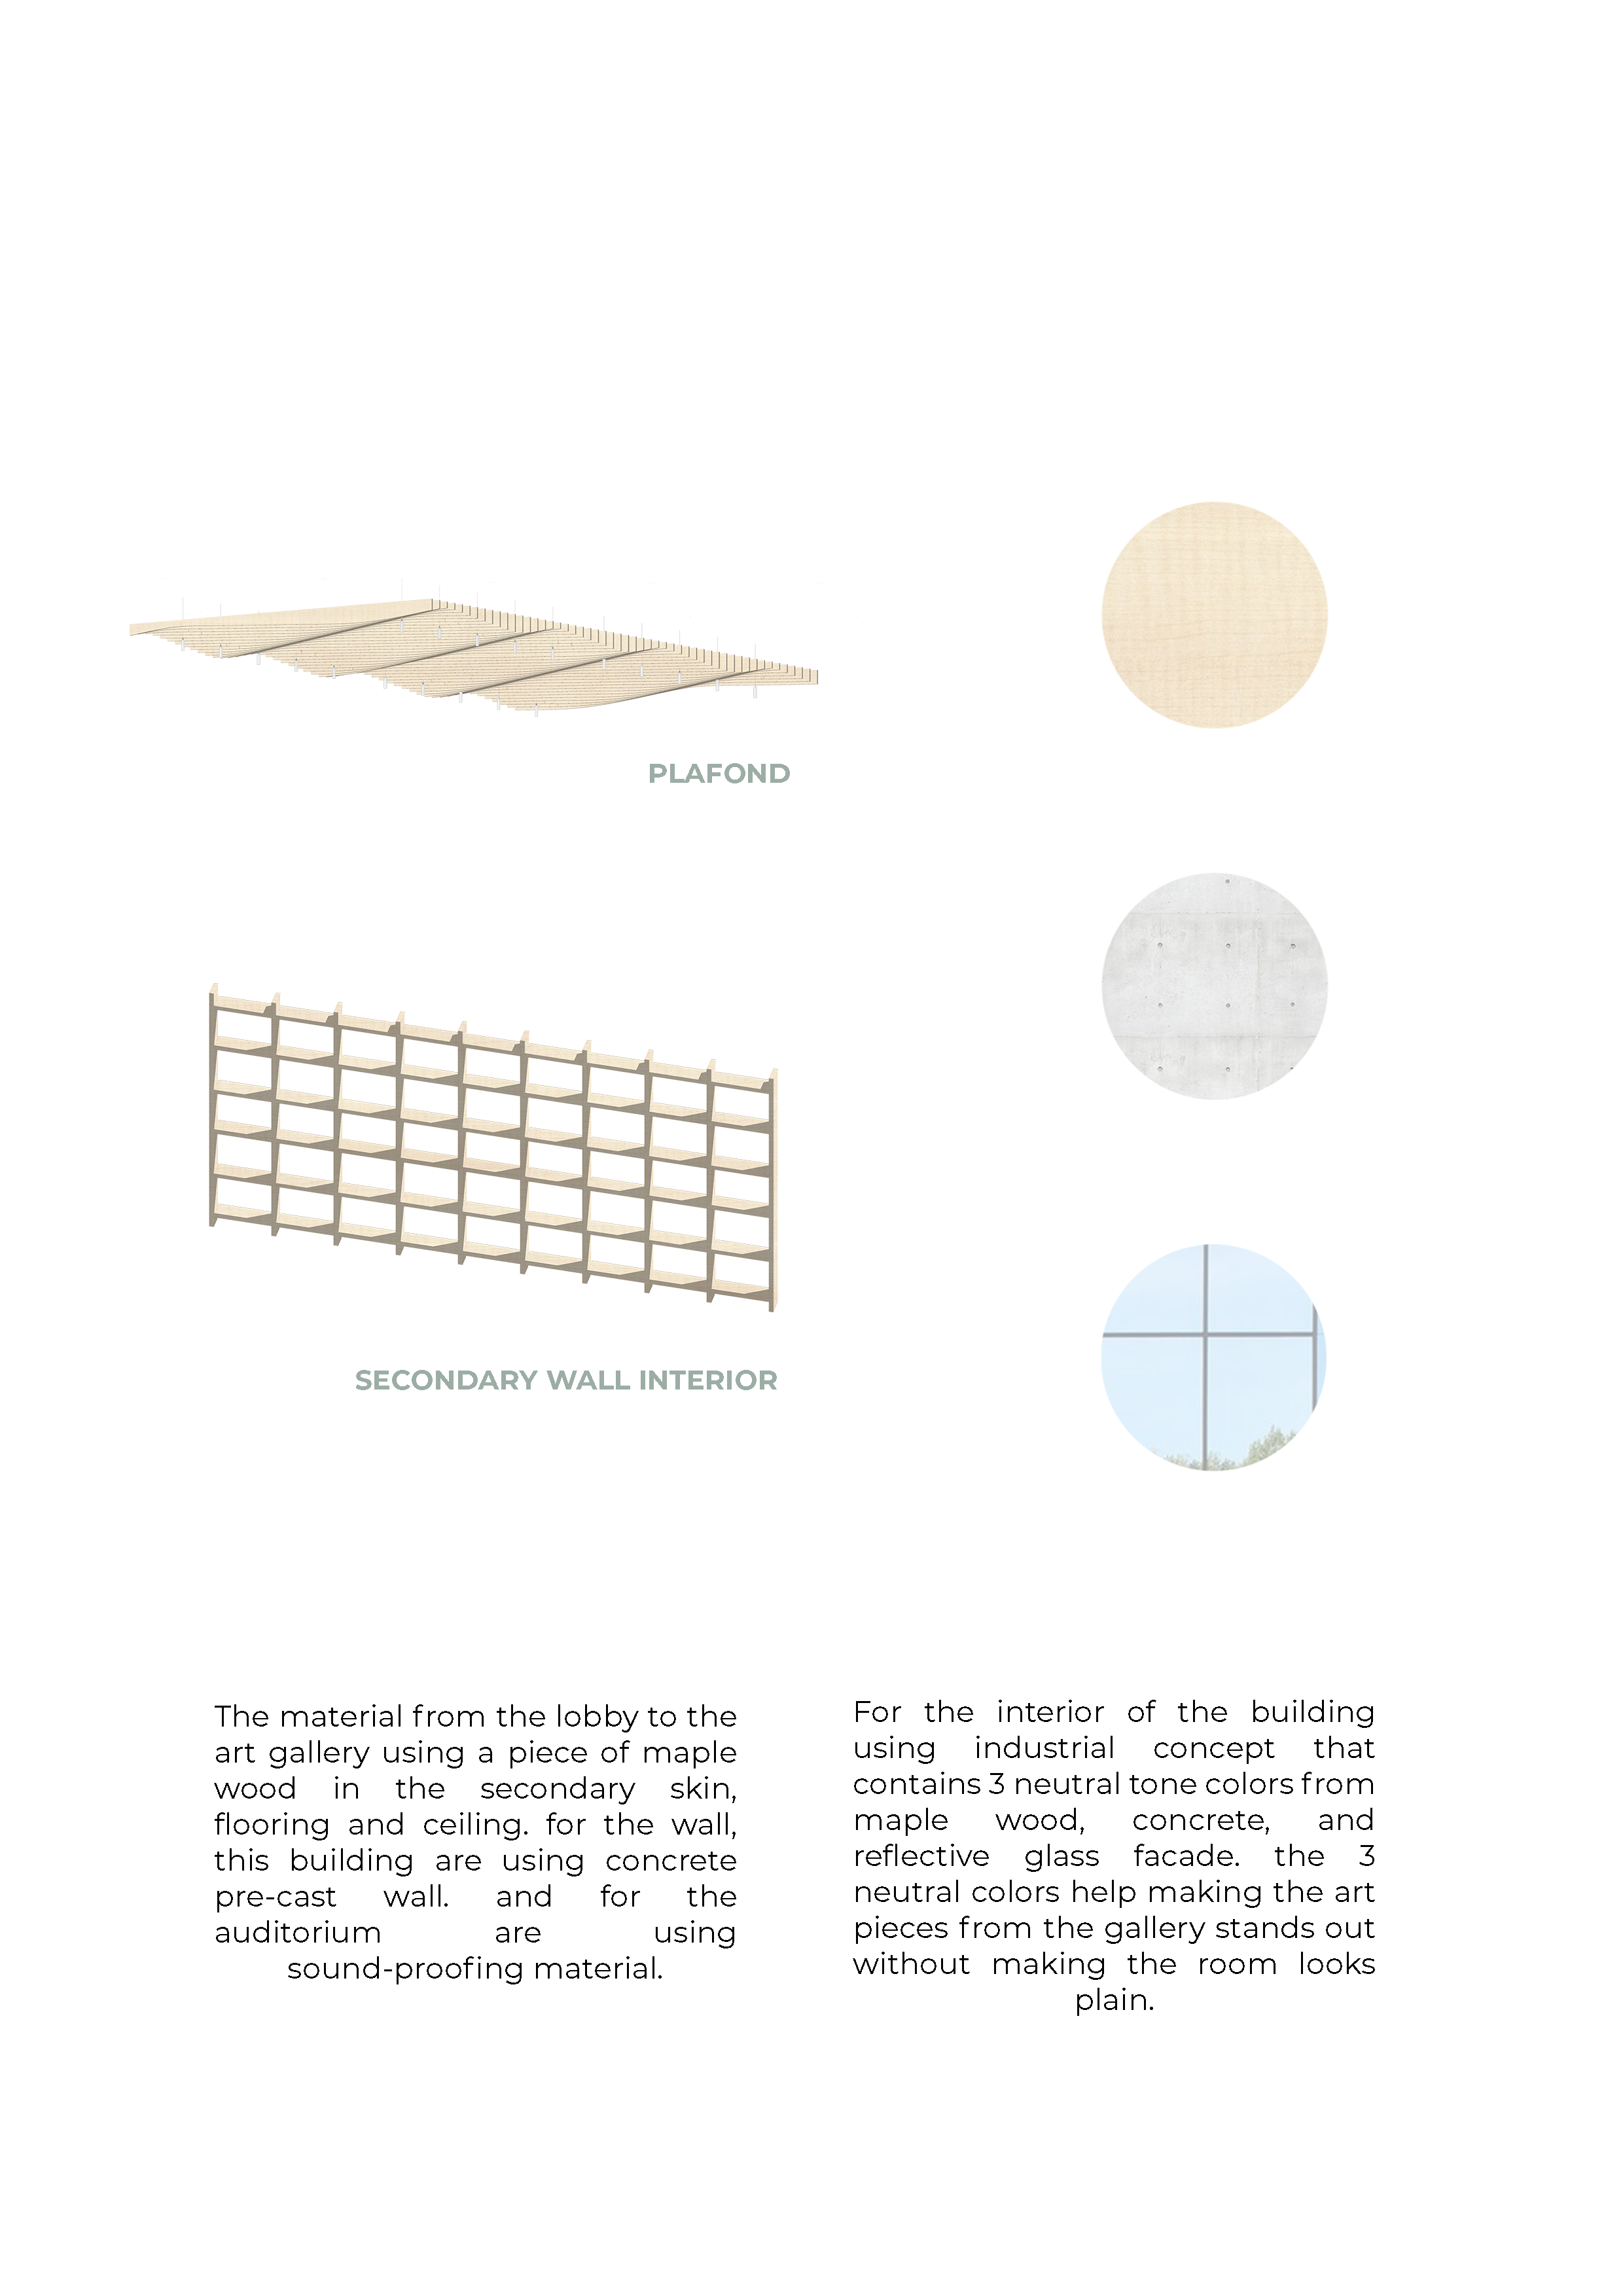 PLAFOND
SECONDARY WALL INTERIOR
The material from the lobby to the
art gallery using a piece of maple
wood in the secondary skin,
flooring and ceiling. for the wall,
this building are using concrete
pre-cast wall. and for the
auditorium are using
sound-proofing material.
For the interior of the building
using industrial concept that
contains 3 neutral tone colors from
maple wood, concrete, and
reflective glass facade. the 3
neutral colors help making the art
pieces from the gallery stands out
without making the room looks
plain.